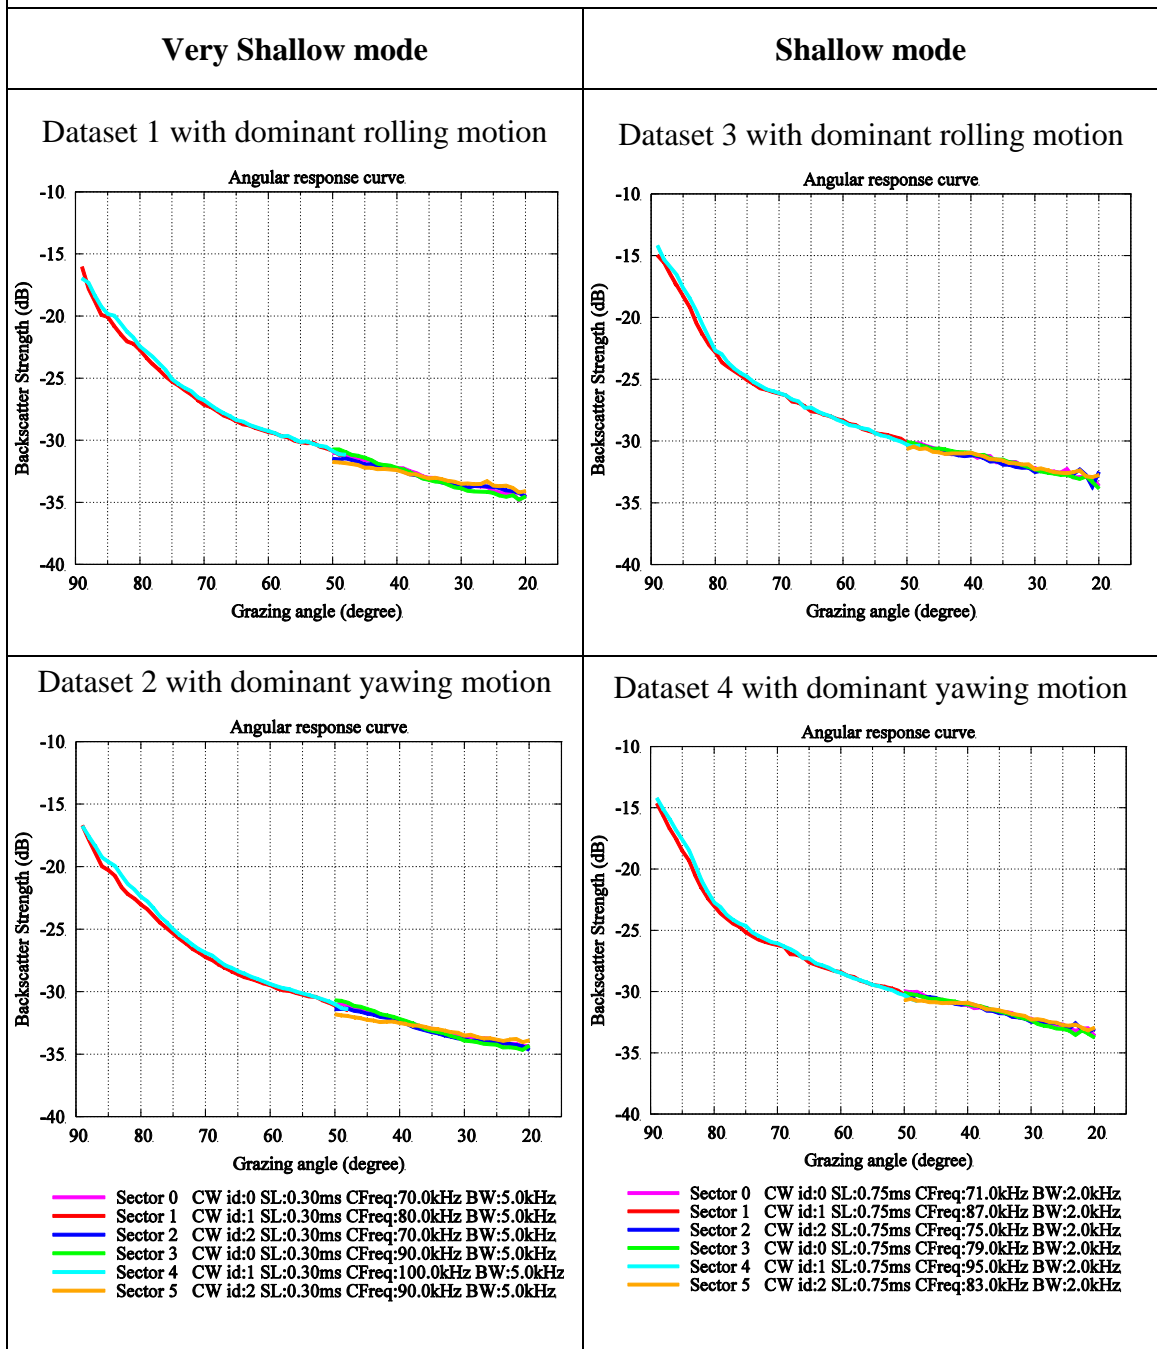 Very Shallow mode
Shallow mode
Dataset 1 with dominant rolling motion
Angular response curve
Backscatter Strength (dB)
-10
-15
-20
-25
-30
-35
-40
90 80 70 60 50 40 30 20
Grazing angle (degree)
Dataset 3 with dominant rolling motion
Angular response curve
Backscatter Strength (dB)
-10
-15
-20
-25
-30
-35
-40
90 80 70 60 50 40 30 20
Grazing angle (degree)
Dataset 2 with dominant yawing motion
Angular response curve
Backscatter Strength (dB)
-10
-15
-20
-25
-30
-35
-40
90 80 70 60 50 40 30 20
Grazing angle (degree)
Sector 0 CW id:0 SL:0.30ms CFreq:70.0kHz BW:5.0kHz
Sector 1 CW id:1 SL:0.30ms CFreq:80.0kHz BW:5.0kHz
Sector 2 CW id:2 SL:0.30ms CFreq:70.0kHz BW:5.0kHz
Sector 3 CW id:0 SL:0.30ms CFreq:90.0kHz BW:5.0kHz
Sector 4 CW id:1 SL:0.30ms CFreq:100.0kHz BW:5.0kHz
Sector 5 CW id:2 SL:0.30ms CFreq:90.0kHz BW:5.0kHz
Dataset 4 with dominant yawing motion
Angular response curve
Backscatter Strength (dB)
-10
-15
-20
-25
-30
-35
-40
90 80 70 60 50 40 30 20
Grazing angle (degree)
Sector 0 CW id:0 SL:0.75ms CFreq:71.0kHz BW:2.0kHz
Sector 1 CW id:1 SL:0.75ms CFreq:87.0kHz BW:2.0kHz
Sector 2 CW id:2 SL:0.75ms CFreq:75.0kHz BW:2.0kHz
Sector 3 CW id:0 SL:0.75ms CFreq:79.0kHz BW:2.0kHz
Sector 4 CW id:1 SL:0.75ms CFreq:95.0kHz BW:2.0kHz
Sector 5 CW id:2 SL:0.75ms CFreq:83.0kHz BW:2.0kHz